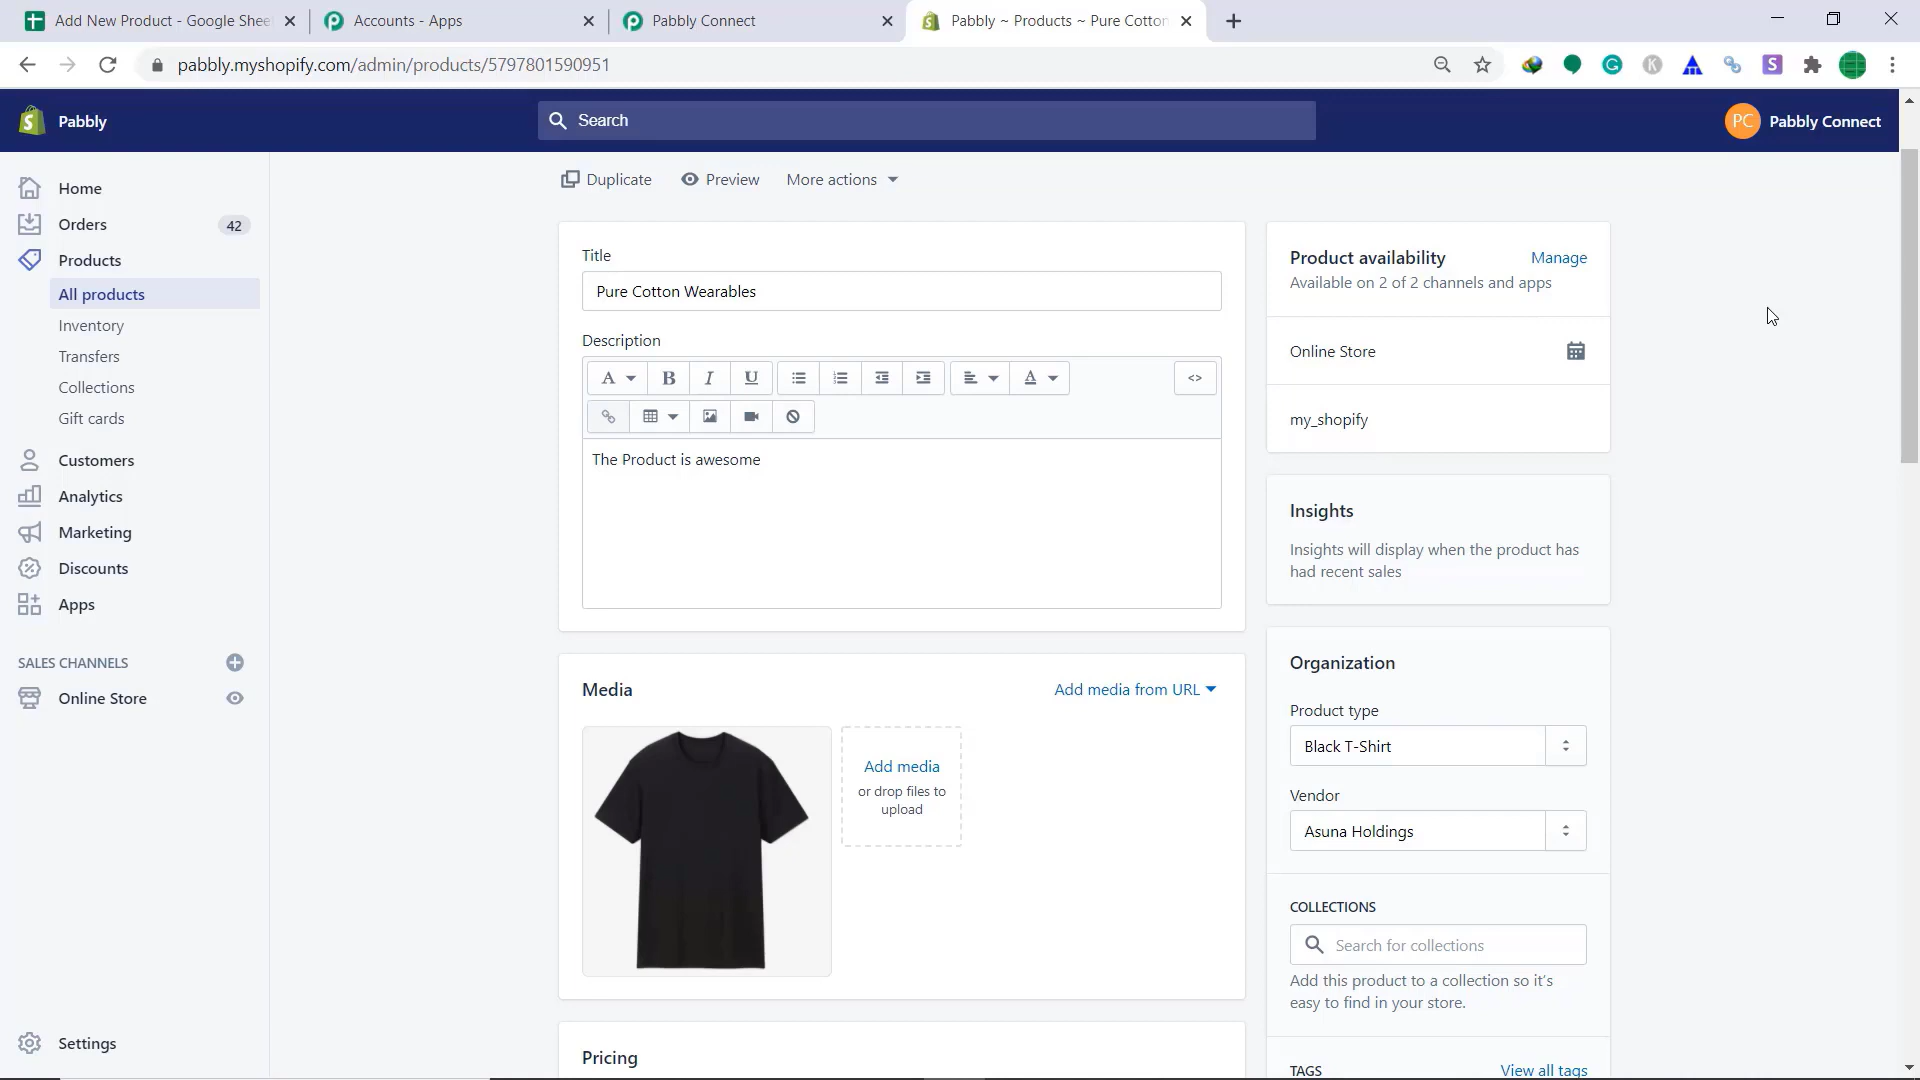 Add New Product - Google Shee
Accounts - Apps
Pabbly Connect
Pabbly ~ Products ~ Pure Cotton
pabbly.myshopify.com/admin/products/5797801590951
Pabbly
Search
PC
Pabbly Connect
Home
Orders
42
Products
All products
Inventory
Transfers
Collections
Gift cards
Customers
Analytics
Marketing
Discounts
Apps
SALES CHANNELS
Online Store
Settings
Duplicate
Preview
More actions
Title
Pure Cotton Wearables
Description
A
B
I
U
A
<>
The Product is awesome
Media
Add media from URL
Add media
or drop files to
upload
Pricing
Product availability
Manage
Available on 2 of 2 channels and apps
Online Store
my_shopify
Insights
Insights will display when the product has
had recent sales
Organization
Product type
Black T-Shirt
Vendor
Asuna Holdings
COLLECTIONS
Search for collections
Add this product to a collection so it's
easy to find in your store.
TAGS
View all tags